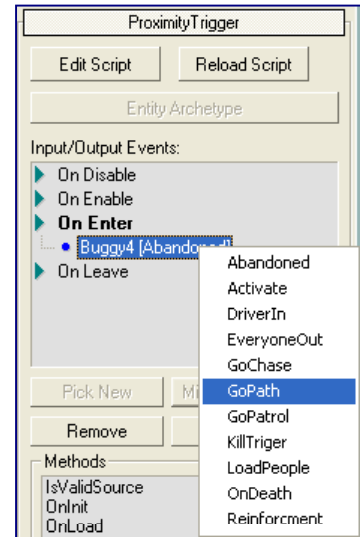 ProximityTrigger
Edit Script Reload Script
Entity Archetype
Input/Output Events:
On Disable
On Enable
On Enter
Buggy4 [Abandoned]
On Leave
Abandoned
Activate
DriverIn
EveryoneOut
GoChase
GoPath
GoPatrol
KillTriger
LoadPeople
OnDeath
Reinforcment
Pick New
Remove
Methods
IsValidSource
OnInit
OnLoad